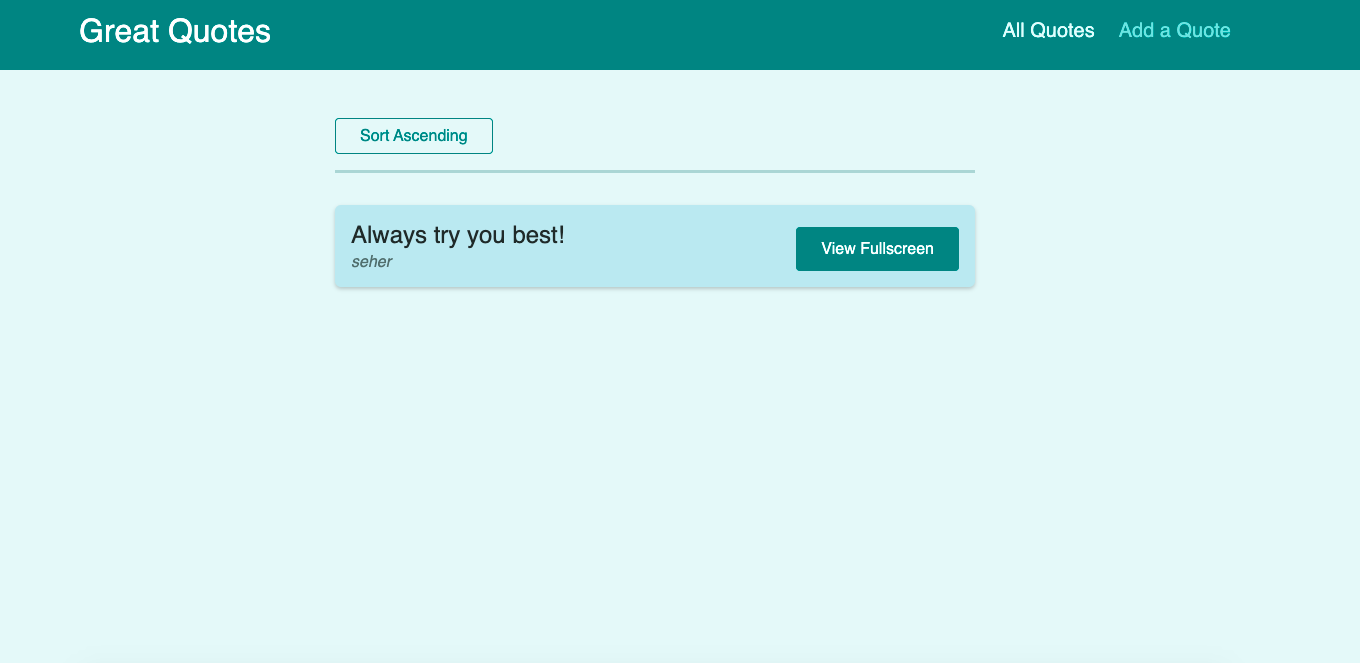 Great Quotes
All Quotes
Add a Quote
Sort Ascending
Always try you best!
seher
View Fullscreen